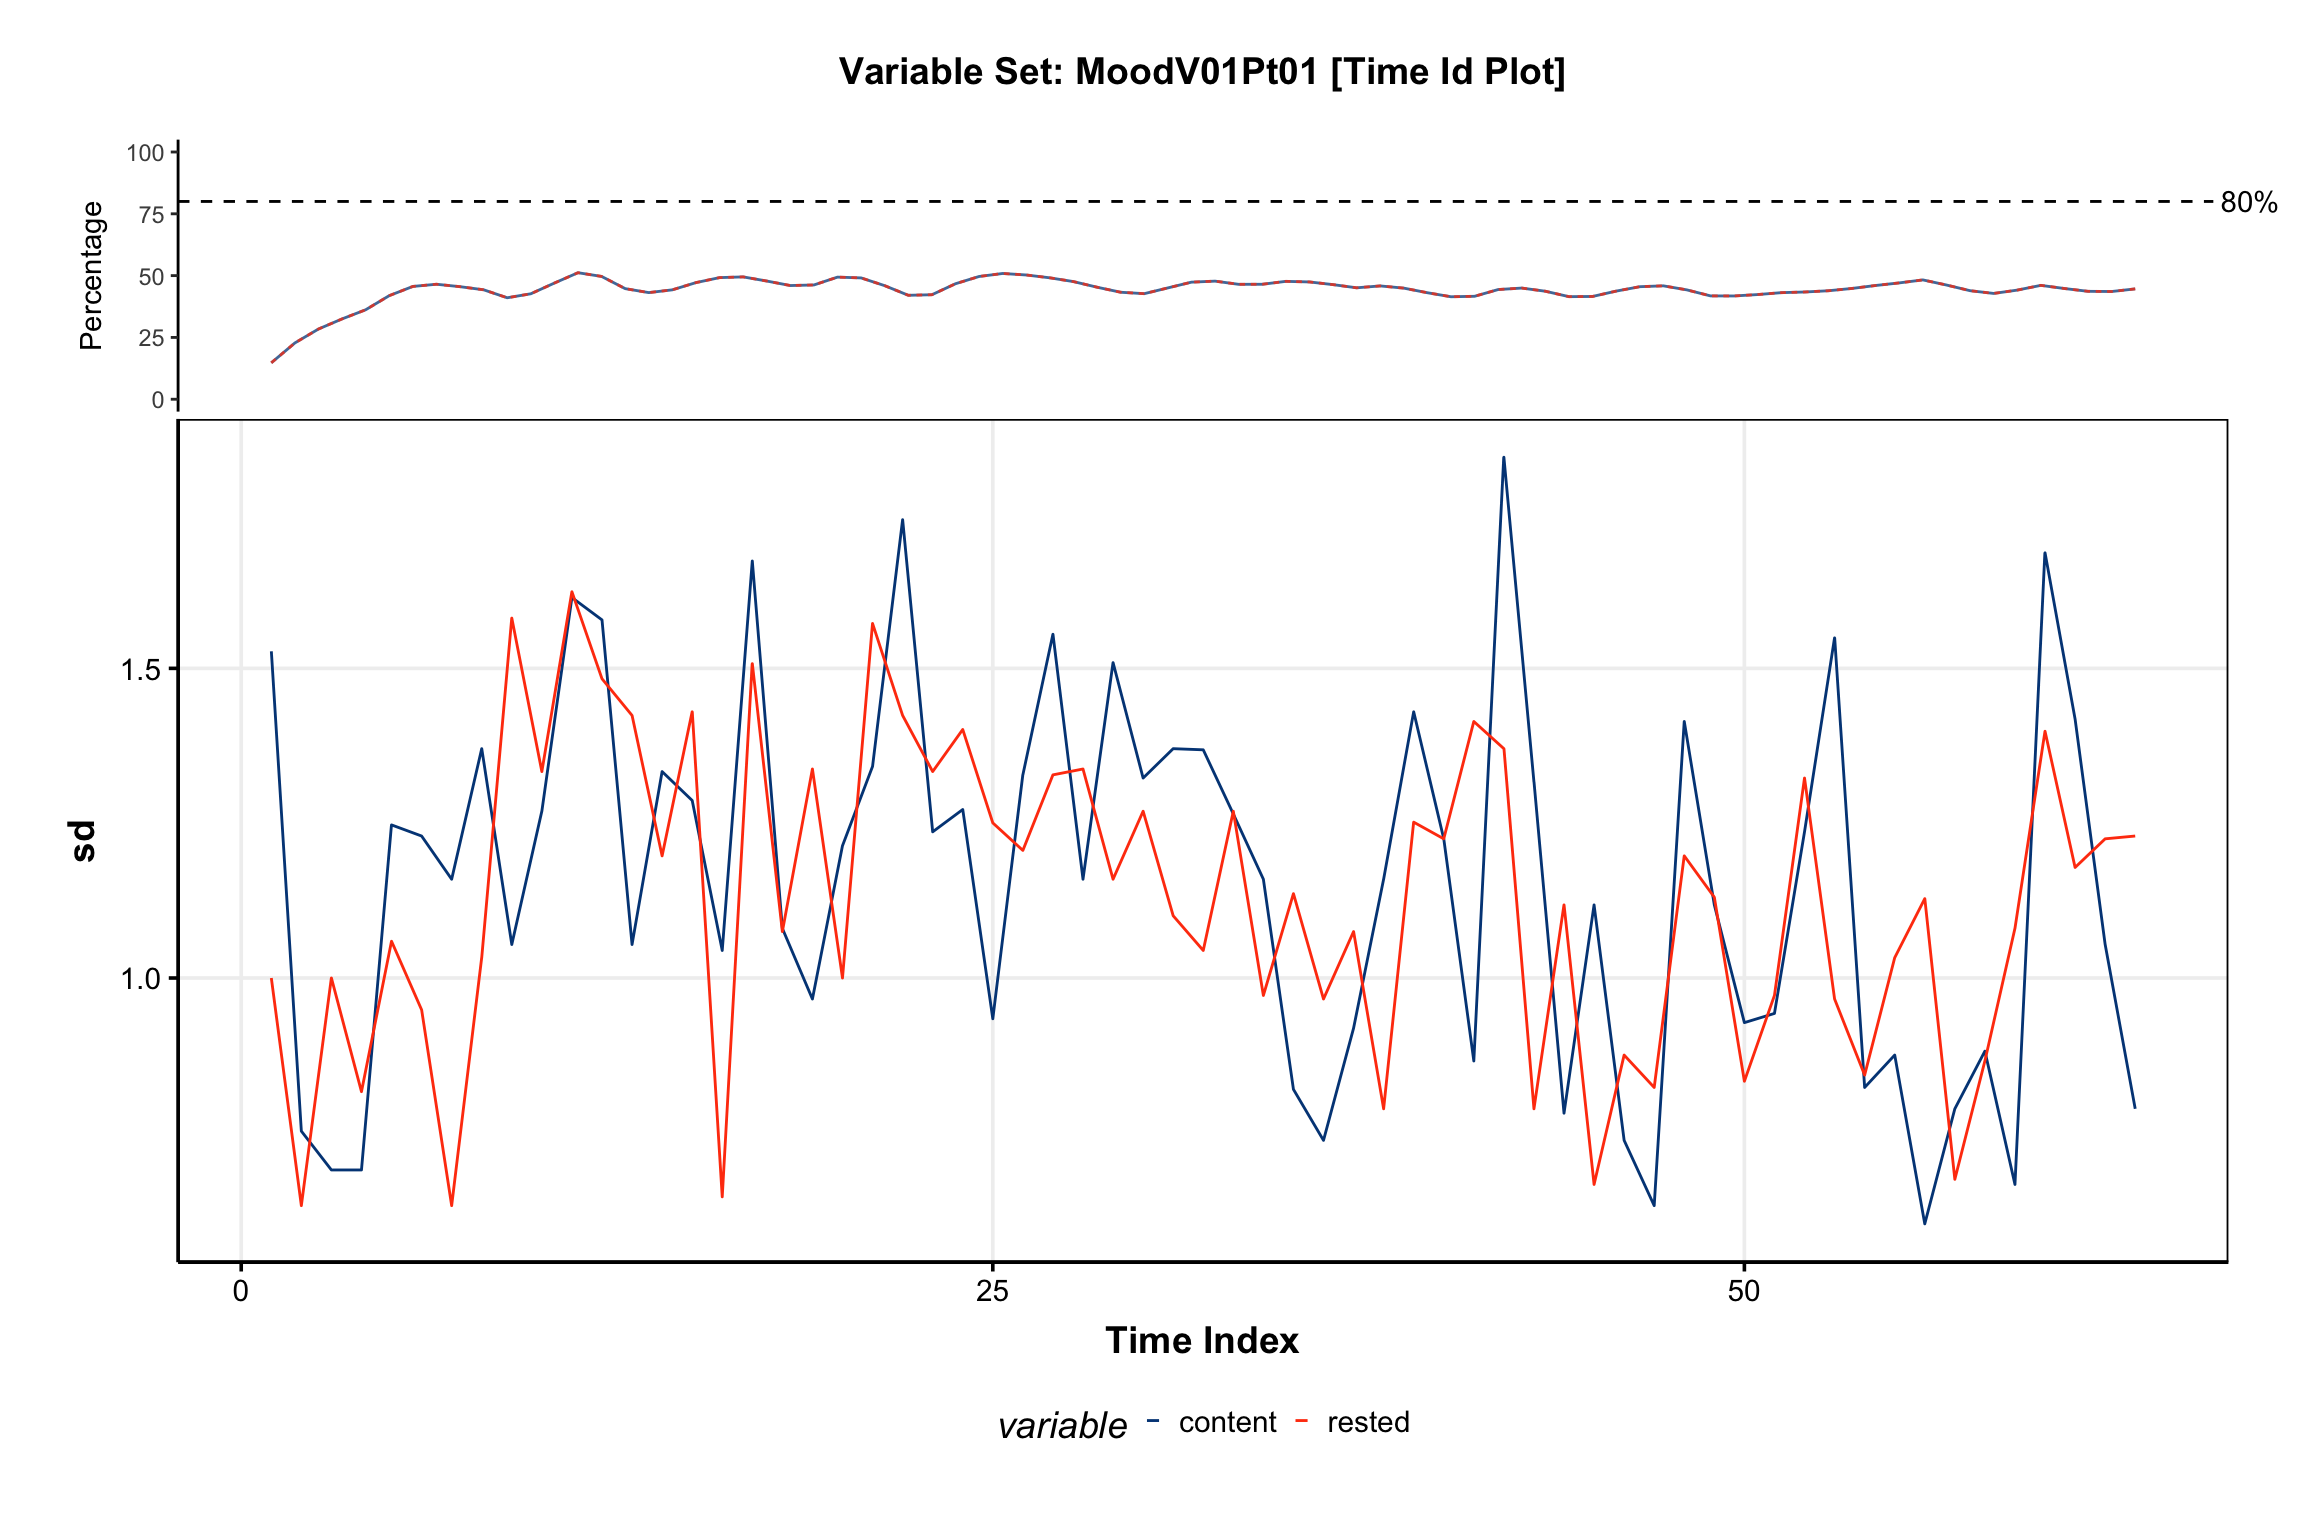 Variable Set: MoodV01Pt01 [Time Id Plot]
Percentage
100
75
50
25
0
80%
sd
1.5
1.0
0
25
50
Time Index
variable content rested